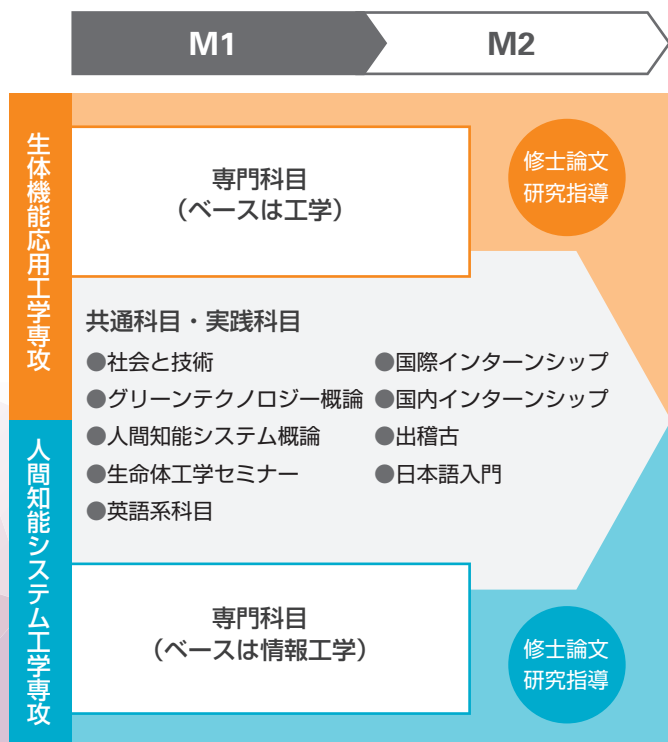 M1
M2
生体機能応用工学専攻
専門科目
（ベースは工学）
修士論文
研究指導
共通科目・実践科目
●社会と技術
●グリーンテクノロジー概論
●人間知能システム概論
●生命体工学セミナー
●英語系科目
●国際インターンシップ
●国内インターンシップ
●出稽古
●日本語入門
人間知能システム工学専攻
専門科目
（ベースは情報工学）
修士論文
研究指導